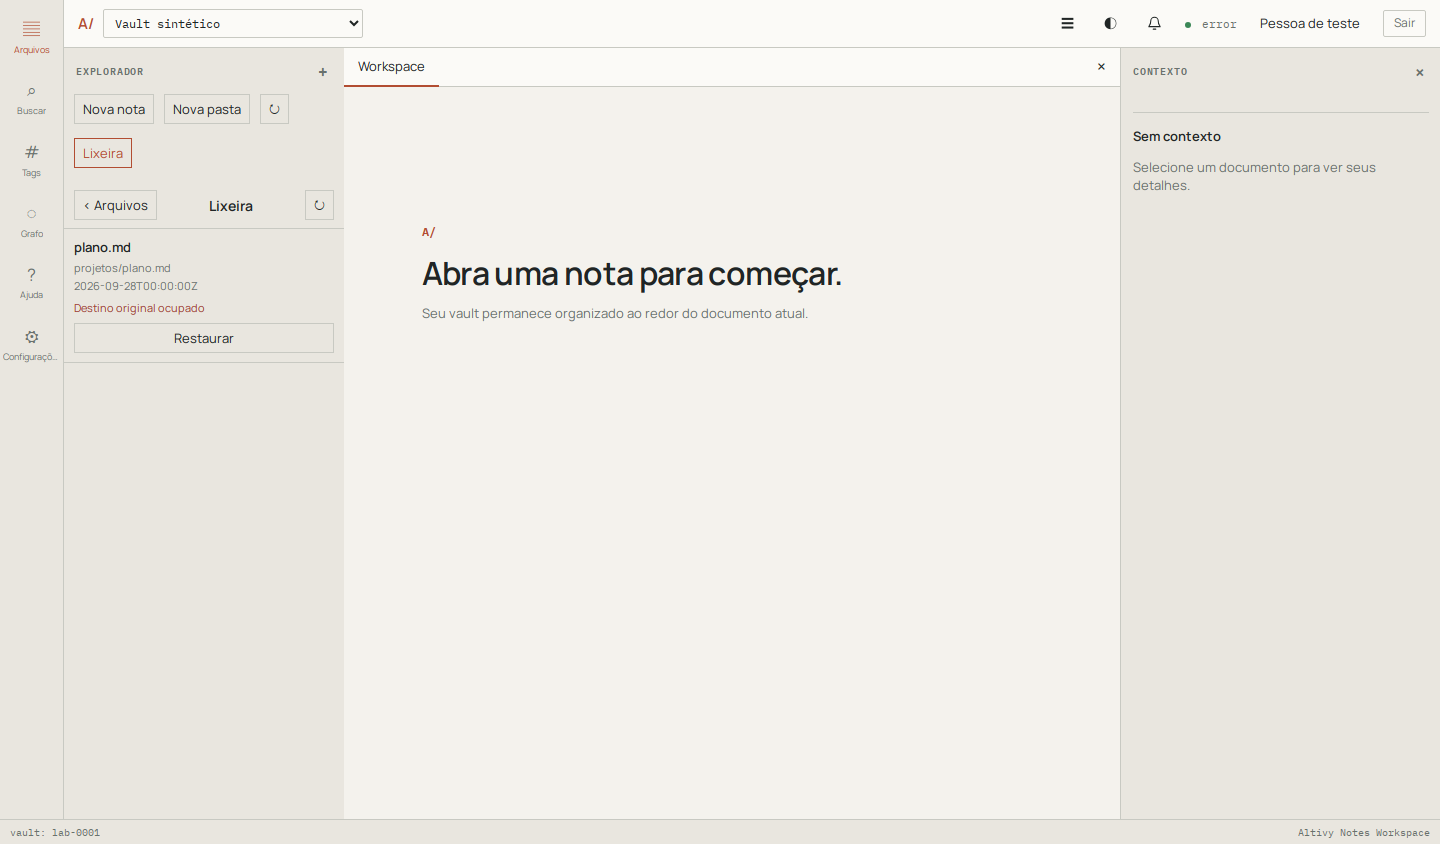 Arquivos
Buscar
#
Tags
Grafo
?
Ajuda
Configuraçõ…
A/ Vault sintético
error Pessoa de teste Sair
EXPLORADOR +
Nova nota Nova pasta ↻
Lixeira
‹ Arquivos Lixeira ↻
plano.md
projetos/plano.md
2026-09-28T00:00:00Z
Destino original ocupado
Restaurar
Workspace ×
A/
Abra uma nota para começar.
Seu vault permanece organizado ao redor do documento atual.
CONTEXTO ×
Sem contexto
Selecione um documento para ver seus
detalhes.
vault: lab-0001 Altivy Notes Workspace